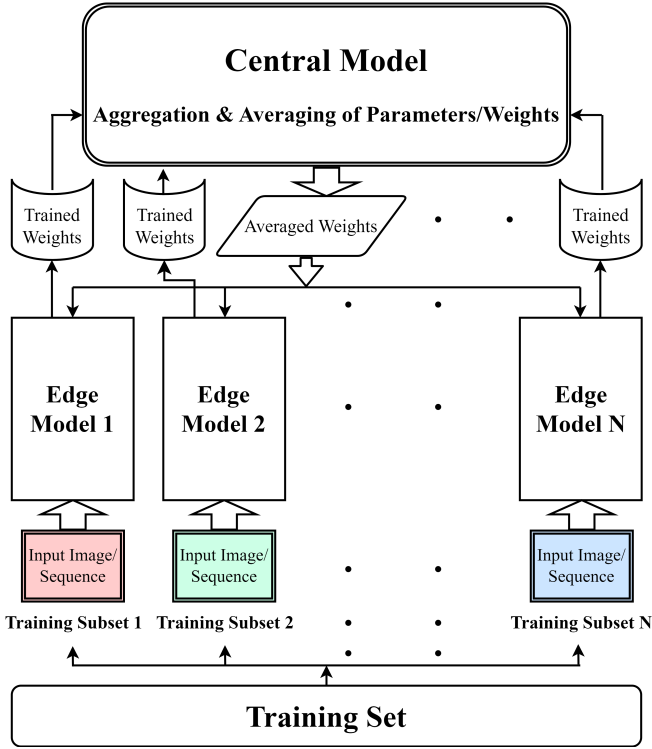 Central Model
Aggregation & Averaging of Parameters/Weights
Trained
Weights
Trained
Weights
Averaged Weights
Trained
Weights
Edge
Model 1
Edge
Model 2
Edge
Model N
Input Image/
Sequence
Input Image/
Sequence
Input Image/
Sequence
Training Subset 1
Training Subset 2
Training Subset N
Training Set